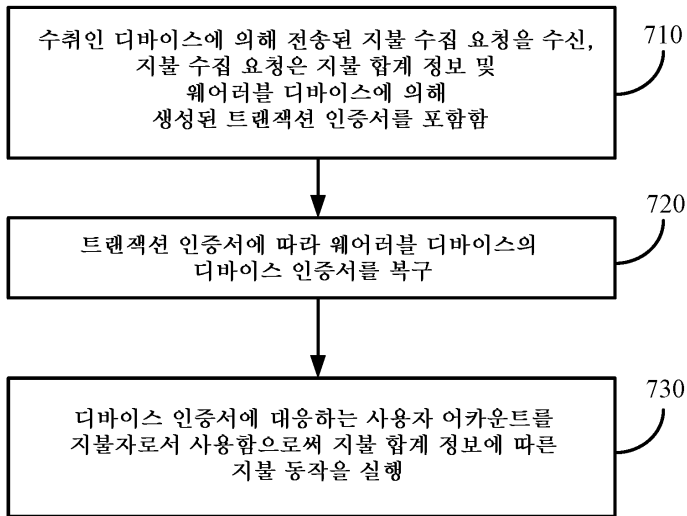 수취인 디바이스에 의해 전송된 지불 수집 요청을 수신,
지불 수집 요청은 지불 합계 정보 및
웨어러블 디바이스에 의해
생성된 트랜잭션 인증서를 포함함
710
트랜잭션 인증서에 따라 웨어러블 디바이스의
디바이스 인증서를 복구
720
디바이스 인증서에 대응하는 사용자 어카운트를
지불자로서 사용함으로써 지불 합계 정보에 따른
지불 동작을 실행
730